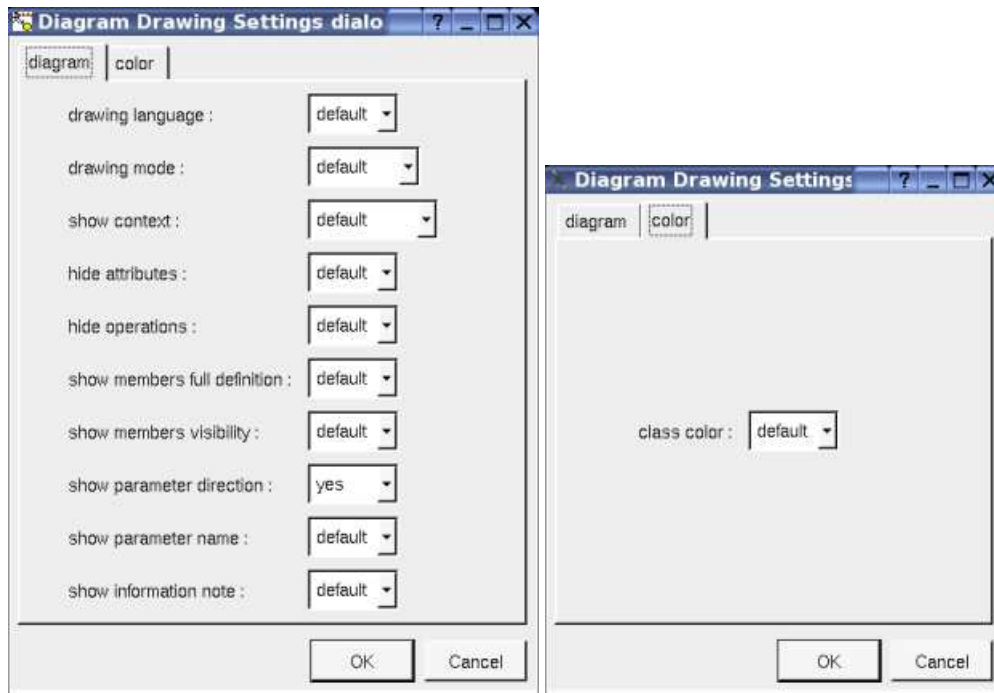 Diagram Drawing Settings dialo
diagram
color
drawing language : default
drawing mode : default
show context : default
hide attributes : default
hide operations : default
show members full definition : default
show members visibility : default
show parameter direction : yes
show parameter name : default
show information note : default
OK
Cancel
Diagram Drawing Settings
diagram
color
class color : default
OK
Cancel